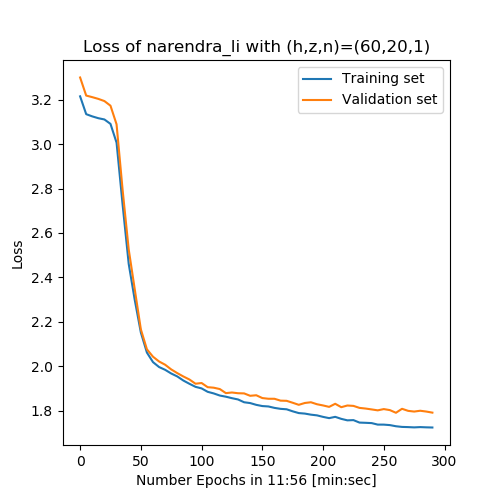 Loss of narendra_li with (h,z,n)=(60,20,1)
Training set
Validation set
Loss
3.2
3.0
2.8
2.6
2.4
2.2
2.0
1.8
0 50 100 150 200 250 300
Number Epochs in 11:56 [min:sec]